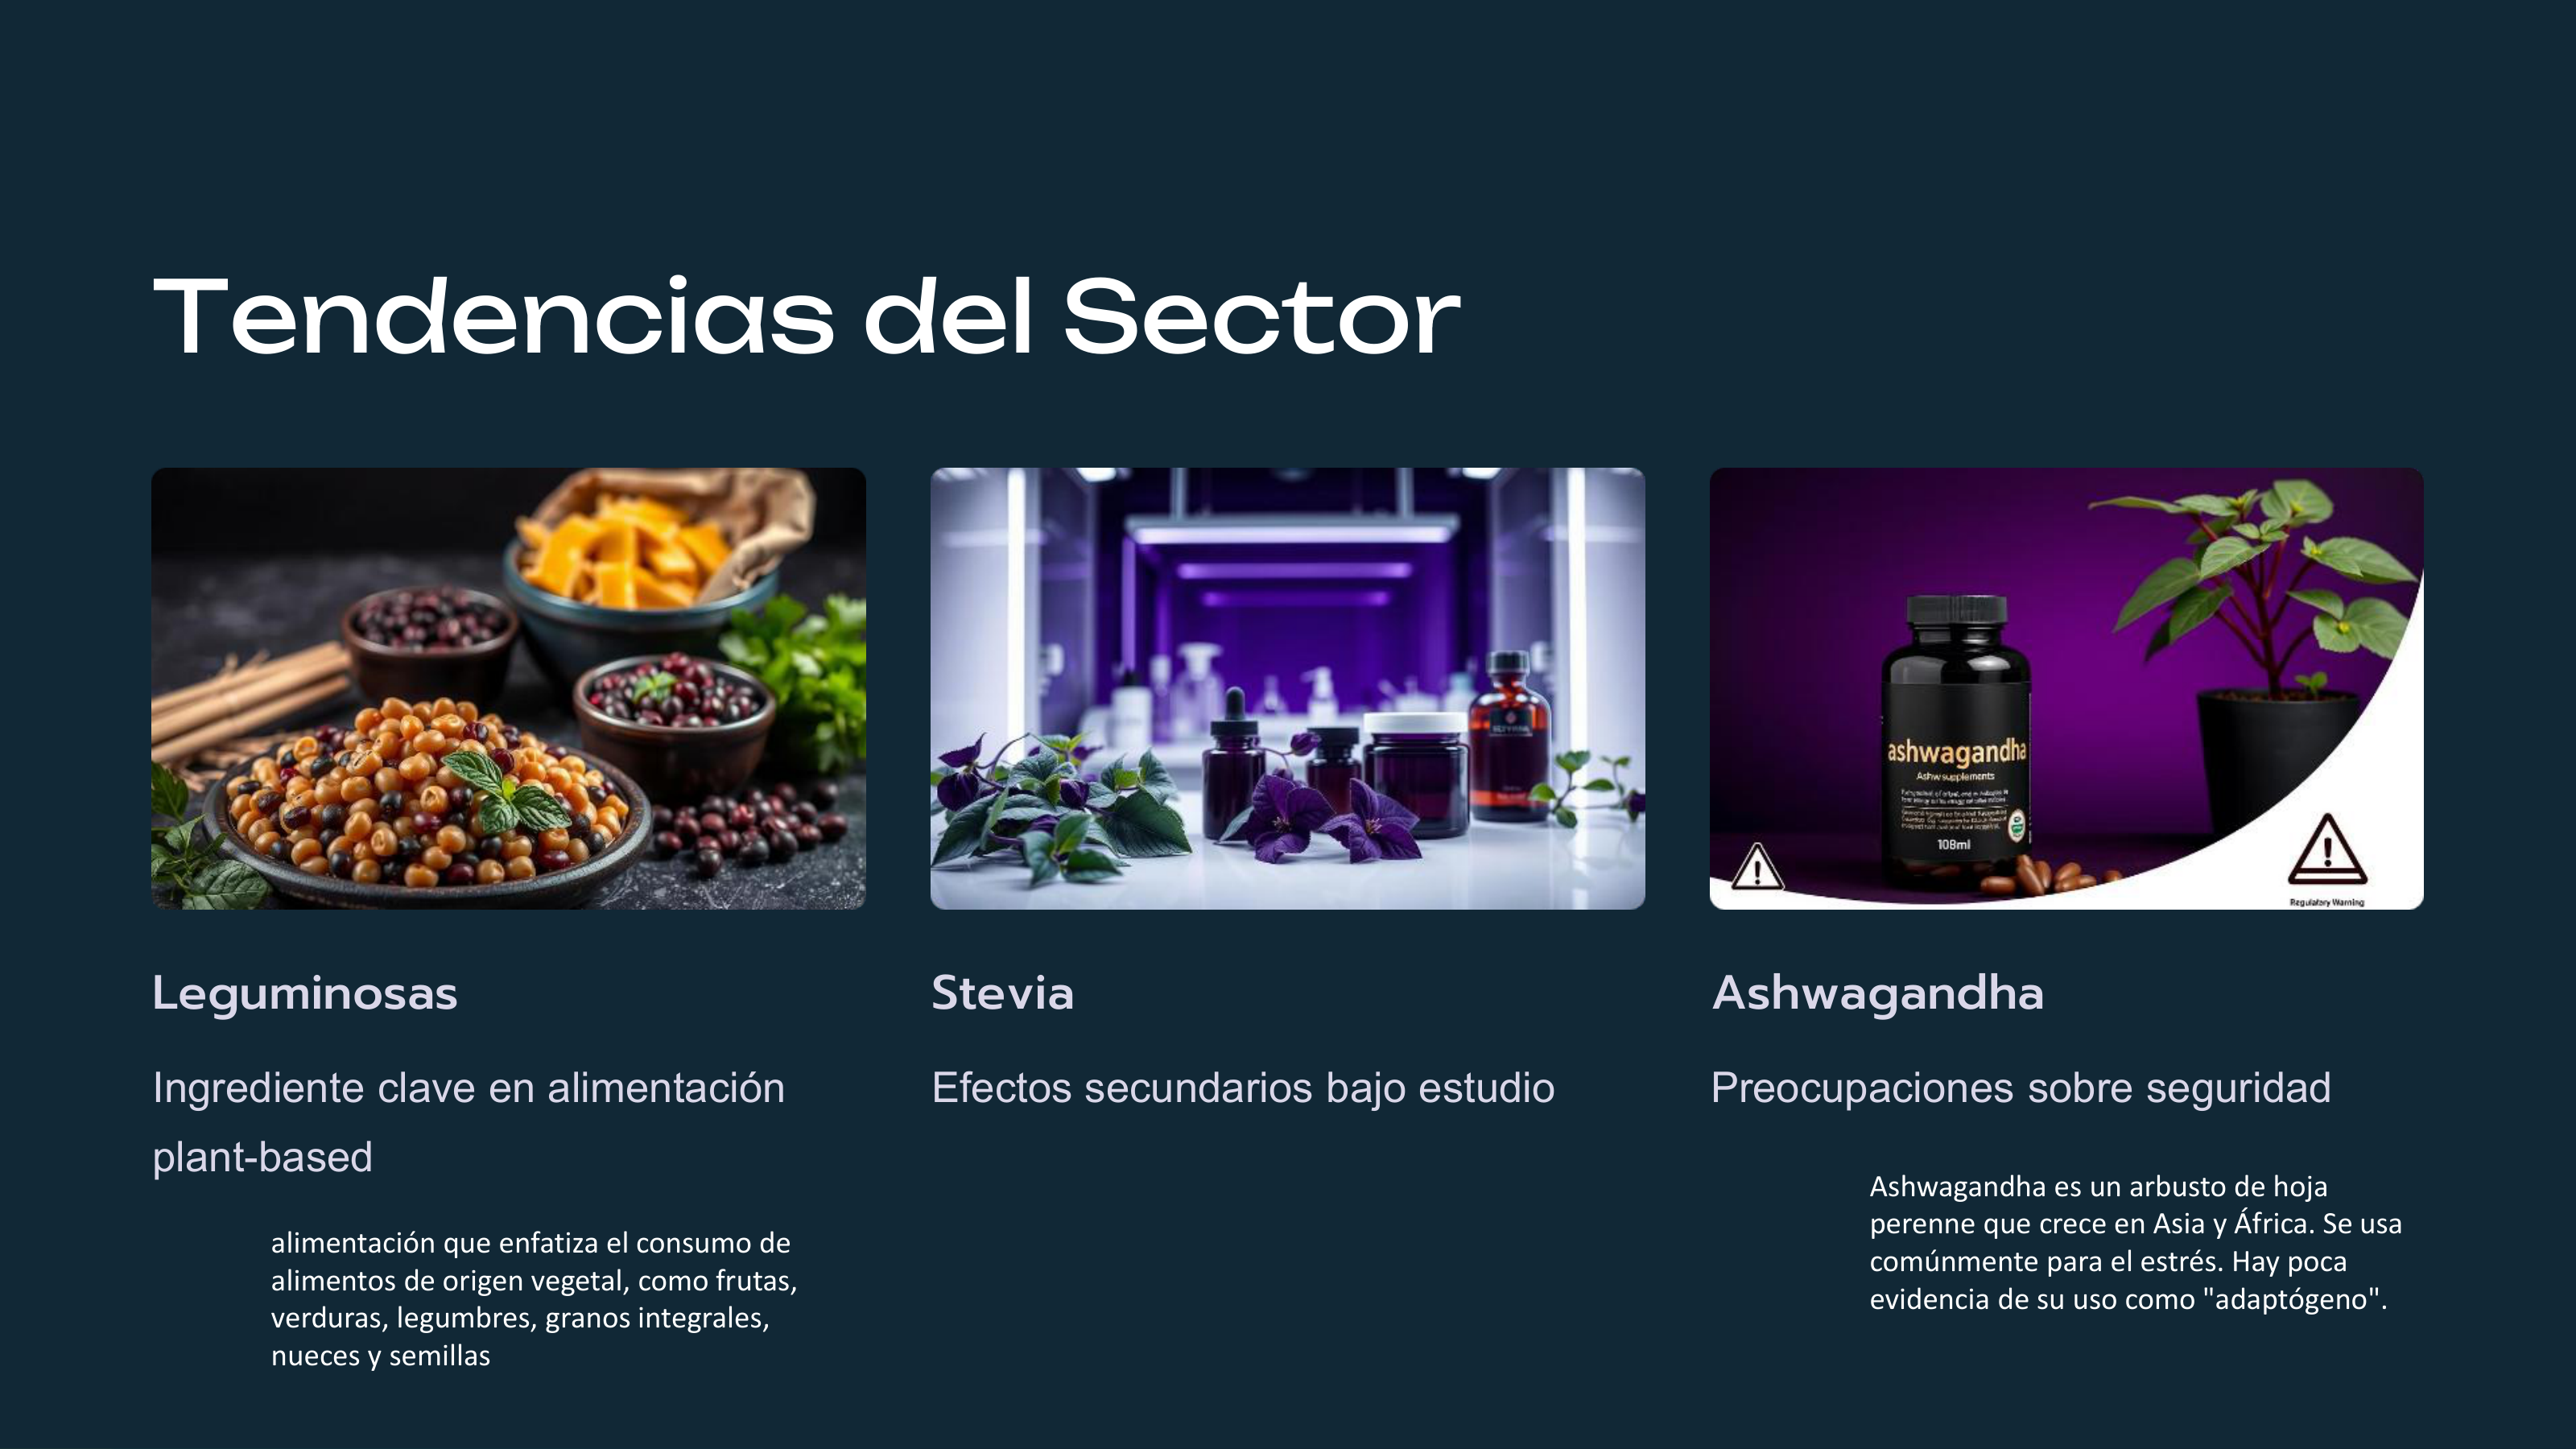 Tendencias del Sector
ashwagandha
Ashwsupplements
108ml
Regulatory Warning
Leguminosas
Ingrediente clave en alimentación
plant-based
alimentación que enfatiza el consumo de
alimentos de origen vegetal, como frutas,
verduras, legumbres, granos integrales,
nueces y semillas
Stevia
Efectos secundarios bajo estudio
Ashwagandha
Preocupaciones sobre seguridad
Ashwagandha es un arbusto de hoja
perenne que crece en Asia y África. Se usa
comúnmente para el estrés. Hay poca
evidencia de su uso como "adaptógeno".